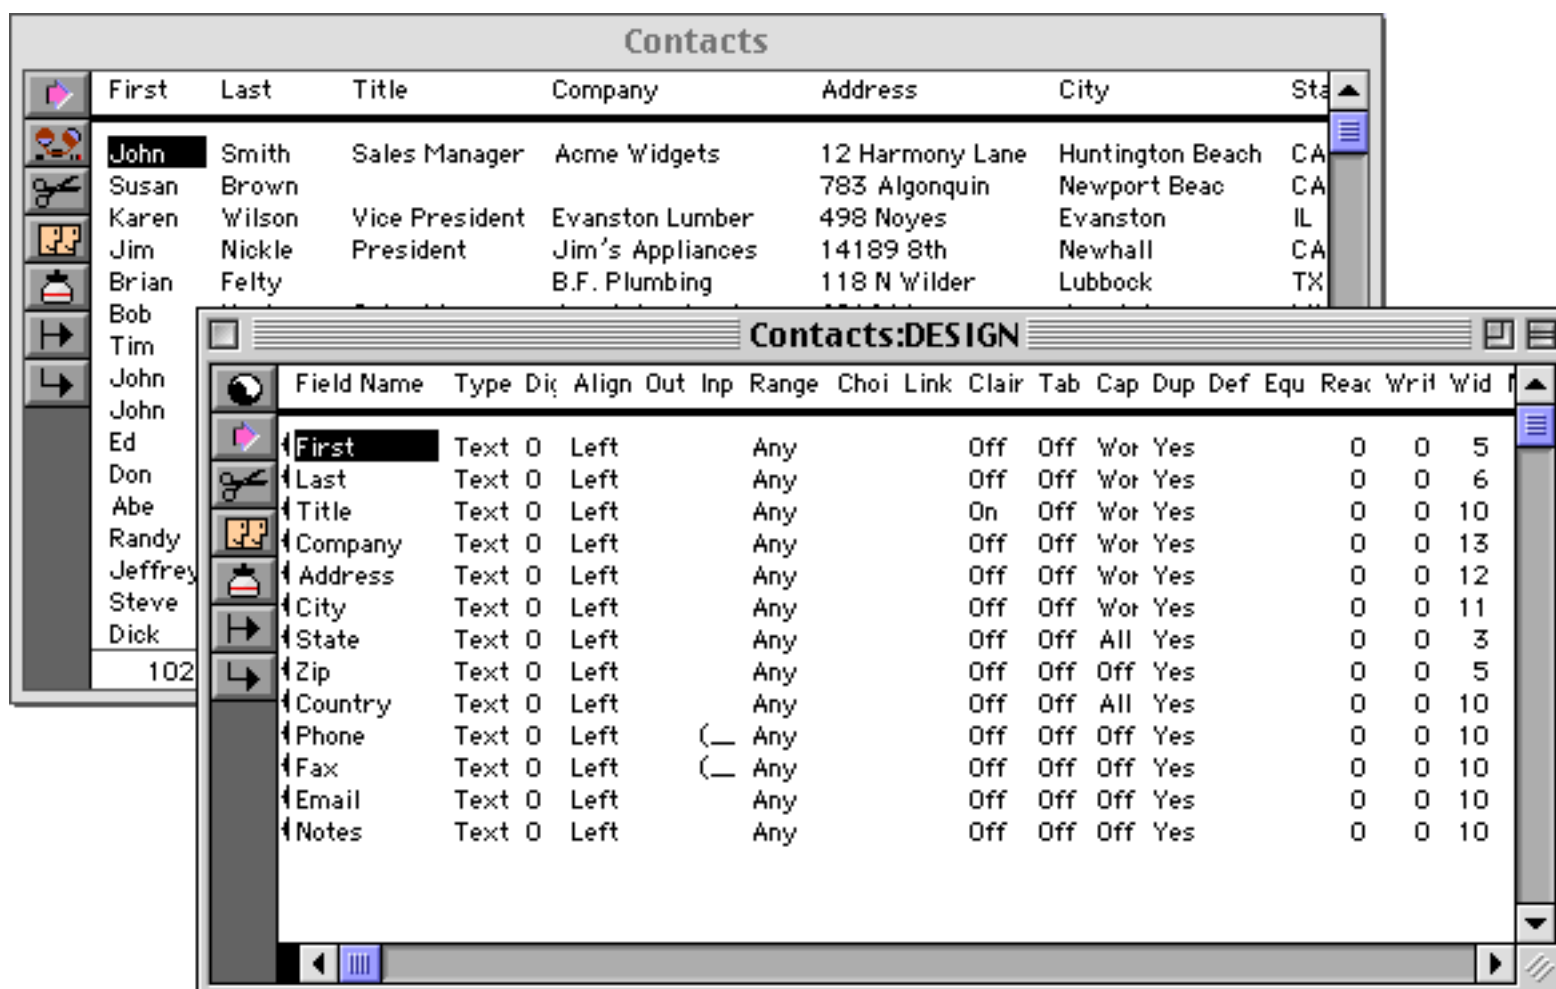 Contacts
First Last Title Company Address City
John Smith Sales Manager Acme Widgets 12 Harmony Lane Huntington Beach CA
Susan Brown 783 Algonquin Newport Beac CA
Karen Wilson Vice President Evanston Lumber 498 Noyes Evanston IL
Jim Nickle President Jim's Appliances 14189 8th Newhall CA
Brian Felty B.F. Plumbing 118 N Wilder Lubbock TX
Bob
Tim
John
John
Ed
Don
Abe
Randy
Jeffrey
Steve
Dick
102
Contacts:DESIGN
Field Name Type Dig Align Out Inp Range Choi Link Clair Tab Cap Dup Def Equ Read Writ Wid
First Text 0 Left Any Off Off Wor Yes 0 0 5
Last Text 0 Left Any Off Off Wor Yes 0 0 6
Title Text 0 Left Any On Off Wor Yes 0 0 10
Company Text 0 Left Any Off Off Wor Yes 0 0 13
Address Text 0 Left Any Off Off Wor Yes 0 0 12
City Text 0 Left Any Off Off Wor Yes 0 0 11
State Text 0 Left Any Off Off All Yes 0 0 3
Zip Text 0 Left Any Off Off Off Yes 0 0 5
Country Text 0 Left Any Off Off All Yes 0 0 10
Phone Text 0 Left (_ Any Off Off Off Yes 0 0 10
Fax Text 0 Left (_ Any Off Off Off Yes 0 0 10
Email Text 0 Left Any Off Off Off Yes 0 0 10
Notes Text 0 Left Any Off Off Off Yes 0 0 10